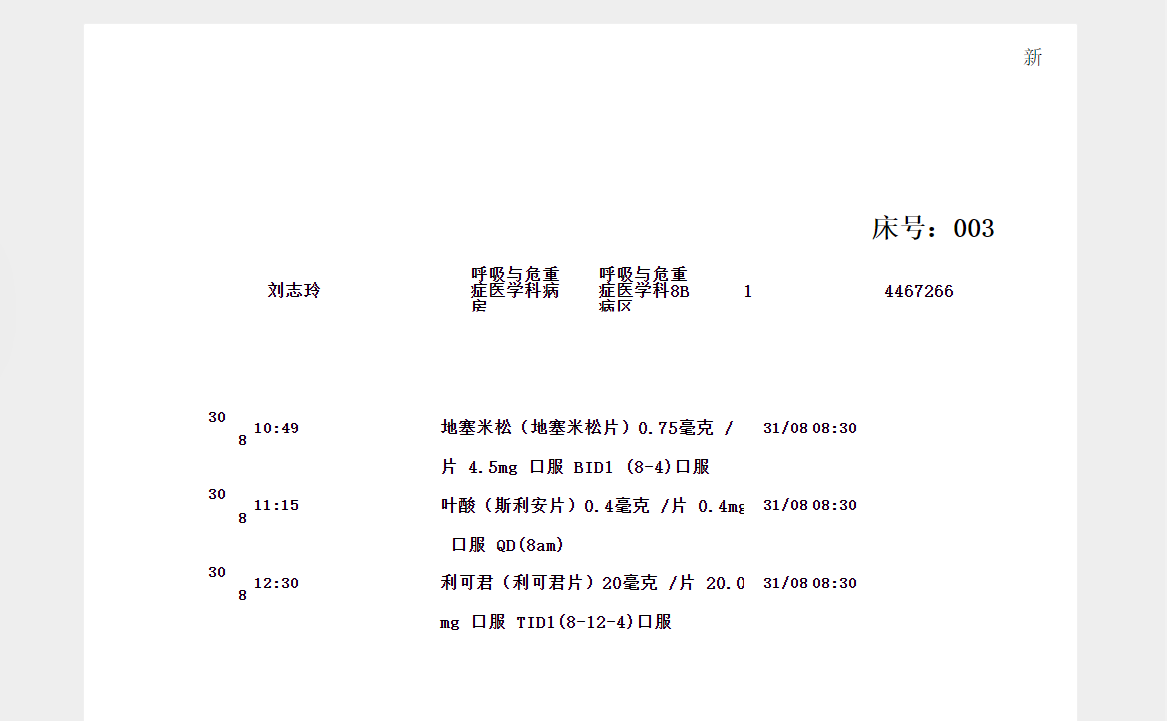 新
床号：003
刘志玲 呼吸与危重 呼吸与危重 1 4467266
症医学科病 症医学科8B
房 病区
30 10:49 地塞米松（地塞米松片）0.75毫克 / 31/08 08:30
8
片 4.5mg 口服 BID1 (8-4)口服
30 11:15 叶酸（斯利安片）0.4毫克 /片 0.4mg 31/08 08:30
8
口服 QD(8am)
30 12:30 利可君（利可君片）20毫克 /片 20.0 31/08 08:30
8
mg 口服 TID1(8-12-4)口服